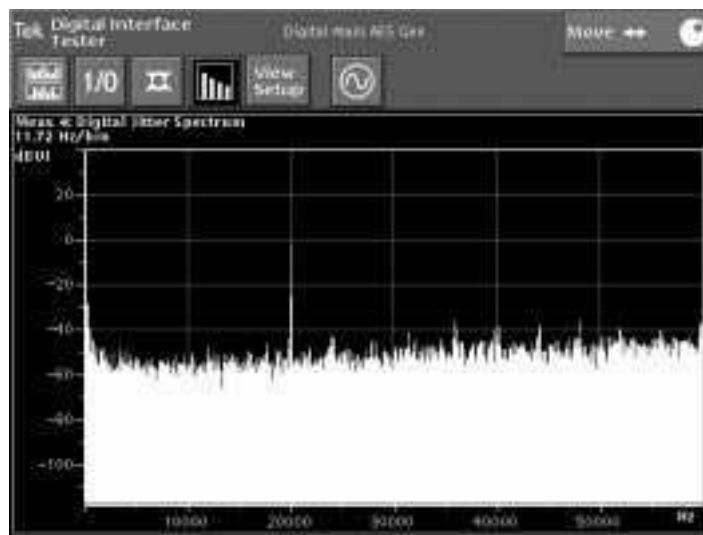 Tek Digital Interface
Tester
Digital Main AES Gen
Move
1/0
View
Setup
Meas Digital Jitter Spectrum
11.72 Hz/bin
dBUI
20
0
-20
-40
-60
-80
-100
10000 20000 30000 40000 50000 Hz